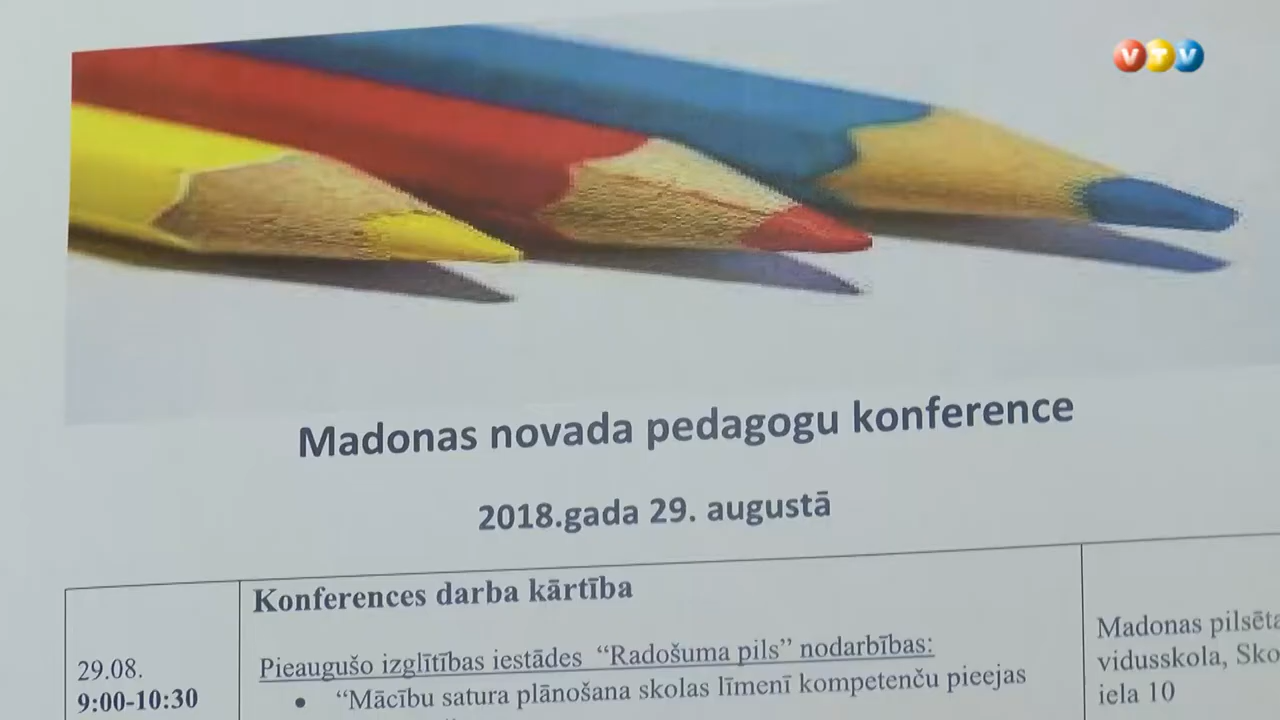 VTV
Madonas novada pedagogu konference
2018.gada 29. augustā
Konferences darba kārtība
29.08.
9:00-10:30
Pieaugušo izglītības iestādes “Radošuma pils” nodarbības:
• “Mācību satura plānošana skolas līmenī kompetenču pieejas
Madonas pilsēta
vidusskola, Sko
iela 10